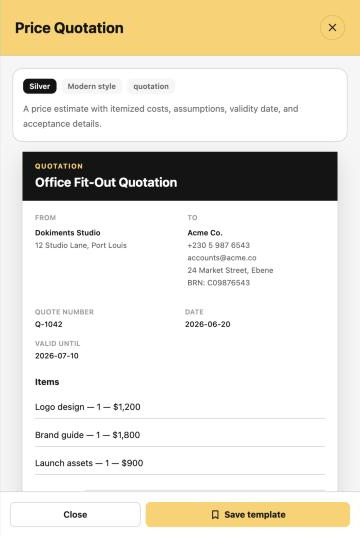 Price Quotation
Silver
Modern style
quotation
A price estimate with itemized costs, assumptions, validity date, and
acceptance details.
QUOTATION
Office Fit-Out Quotation
FROM
Dokiments Studio
12 Studio Lane, Port Louis
TO
Acme Co.
+230 5 987 6543
accounts@acme.co
24 Market Street, Ebene
BRN: C09876543
QUOTE NUMBER
Q-1042
DATE
2026-06-20
VALID UNTIL
2026-07-10
Items
Logo design — 1 — $1,200
Brand guide — 1 — $1,800
Launch assets — 1 — $900
Close
Save template